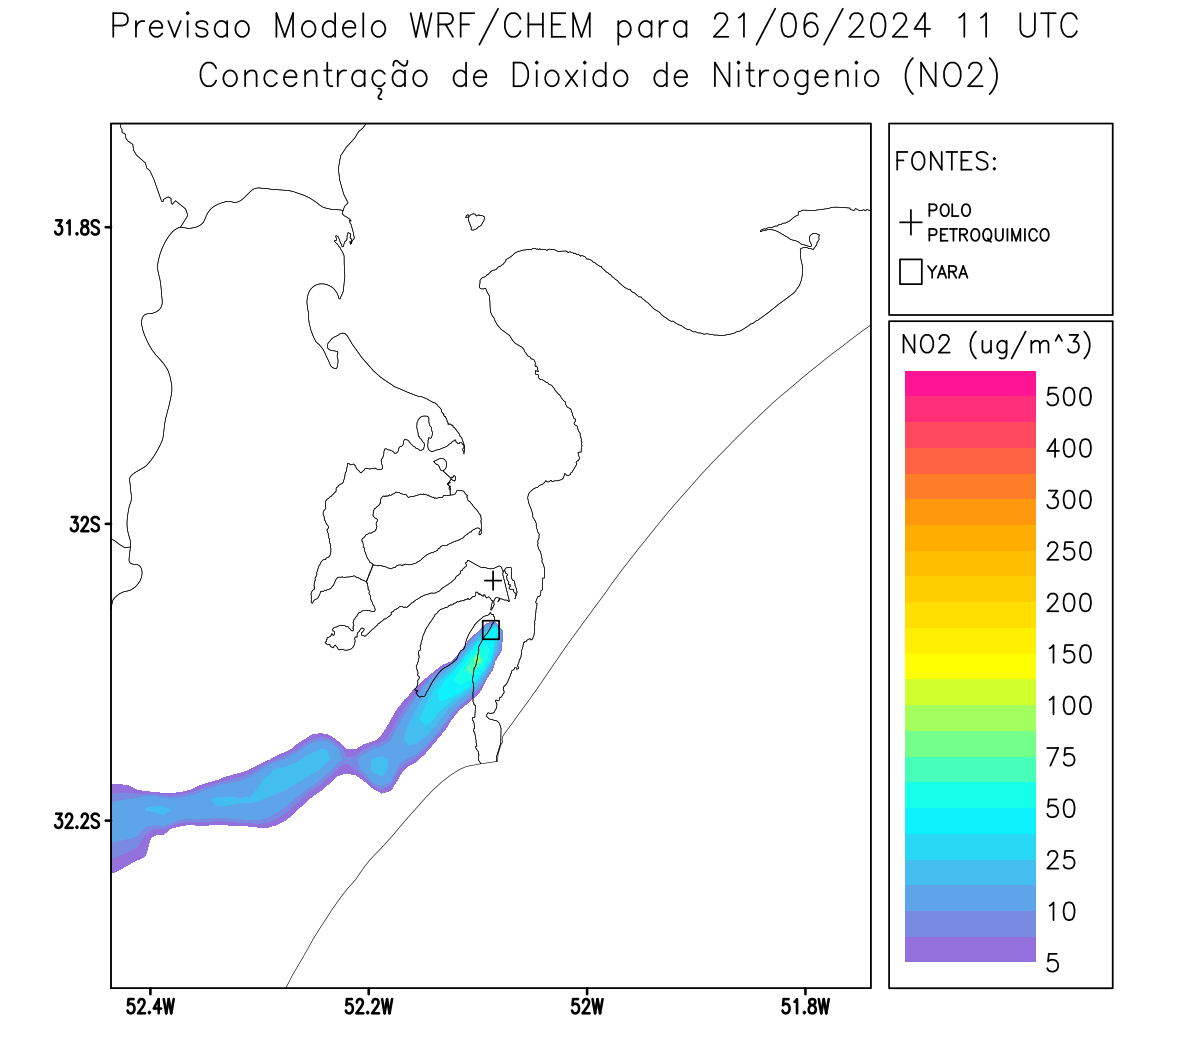 Previsao Modelo WRF/CHEM para 21/06/2024 11 UTC
Concentração de Dioxido de Nitrogenio (NO2)
FONTES:
POLO
PETROQUIMICO
YARA
31.8S
32S
32.2S
52.4W
52.2W
52W
51.8W
NO2 (ug/m^3)
500
400
300
250
200
150
100
75
50
25
10
5